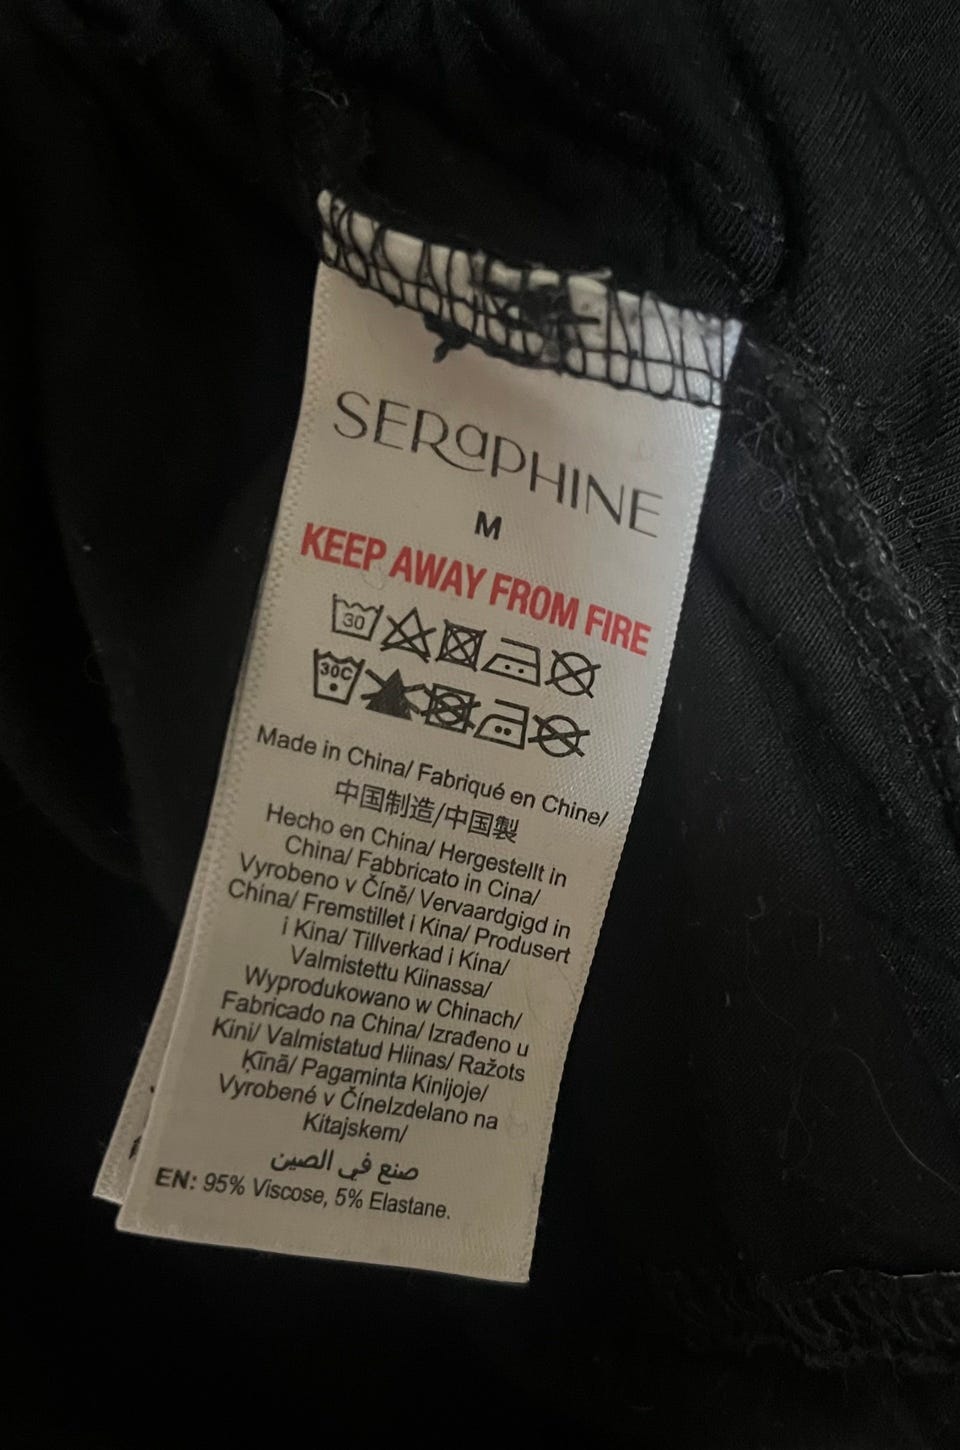 SERaPHINE
M
KEEP AWAY FROM FIRE
30
30C
Made in China/ Fabriqué en Chine/
中国制造/中国製
Hecho en China/ Hergestellt in
China/ Fabbricato in Cina/
Vyrobeno v Číně/ Vervaardgigd in
China/ Fremstillet i Kina/ Produsert
i Kina/ Tillverkad i Kina/
Valmistettu Kiinassa/
Wyprodukowano w Chinach/
Fabricado na China/ Izrađeno u
Kini/ Valmistatud Hiinas/ Ražots
Ķīnā/ Pagaminta Kinijoje/
Vyrobené v ČíneIzdelano na
Kitajskem/
صنع في الصين
EN: 95% Viscose, 5% Elastane.